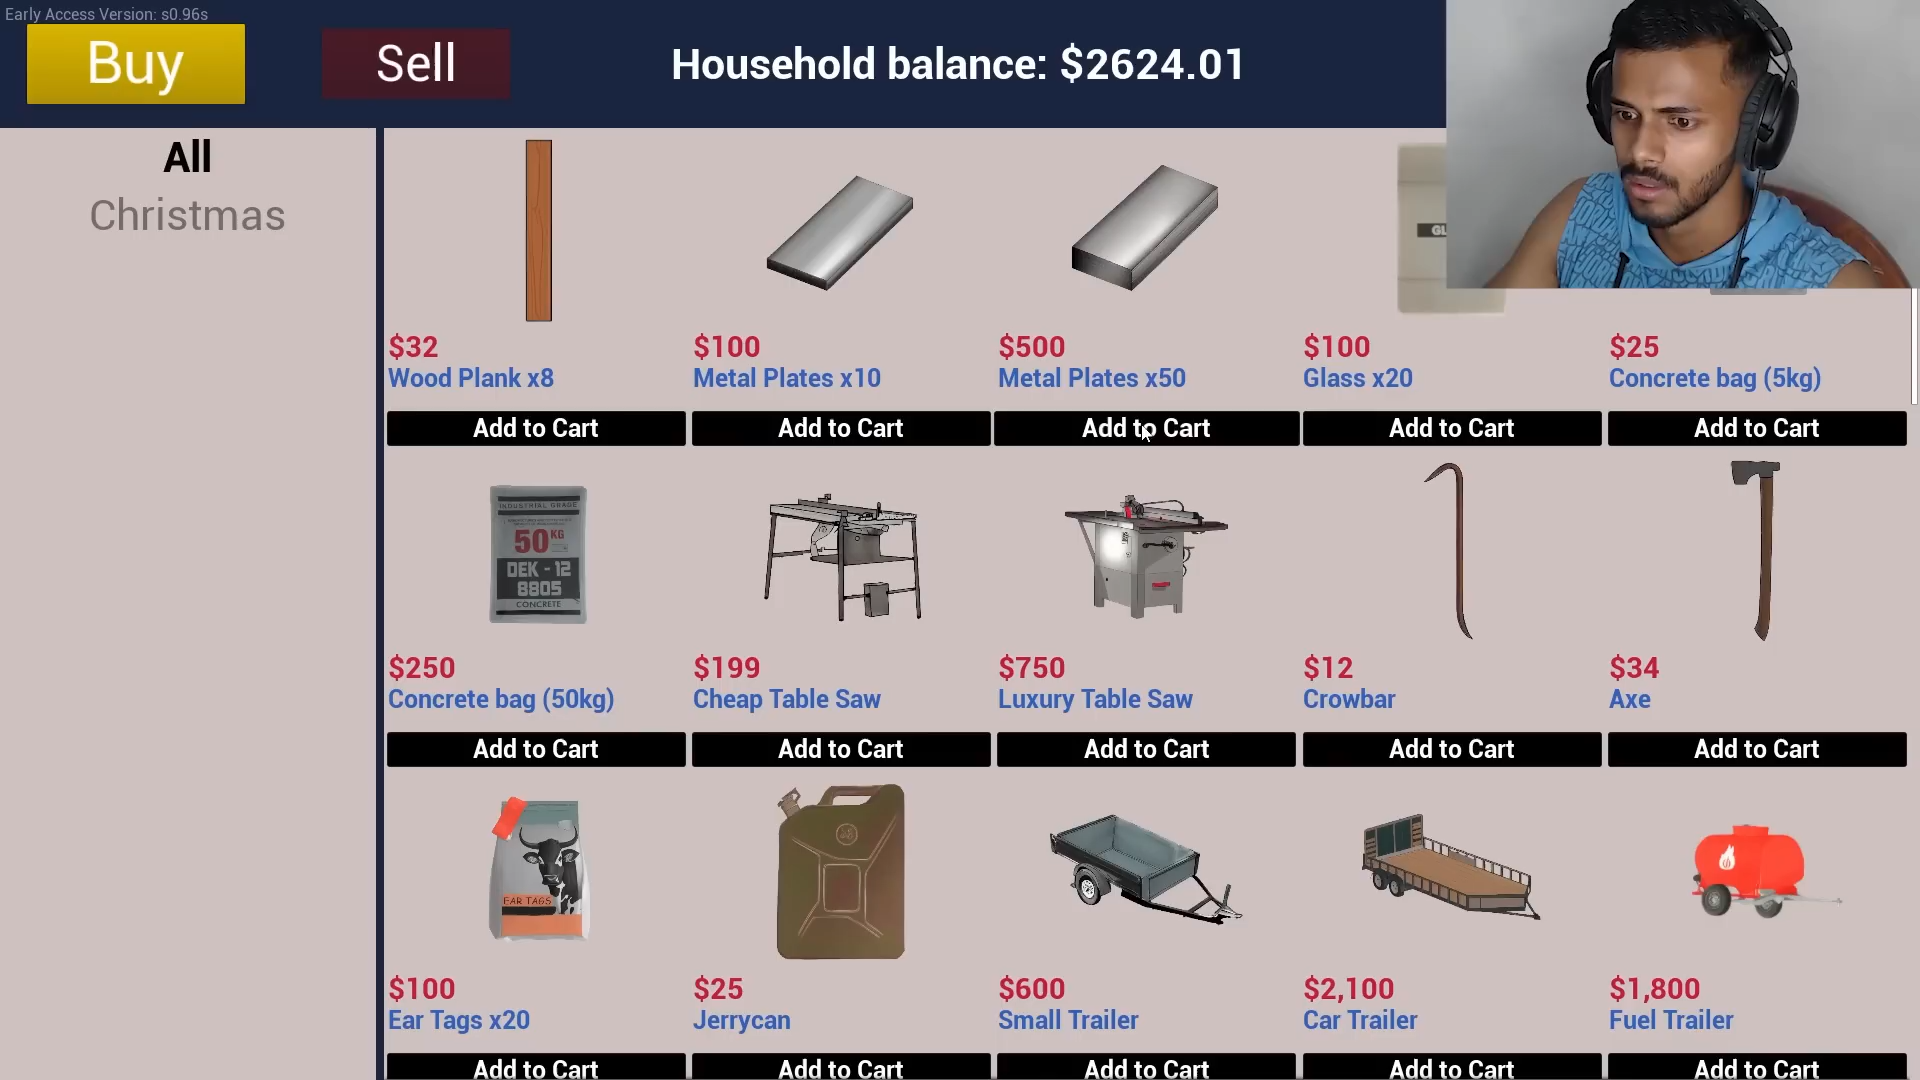 Early Access Version: s0.96s
Buy
Sell
Household balance: $2624.01
All
Christmas
$32
Wood Plank x8
Add to Cart
$100
Metal Plates x10
Add to Cart
$500
Metal Plates x50
Add to Cart
$100
Glass x20
Add to Cart
$25
Concrete bag (5kg)
Add to Cart
INDUSTRIAL GRADE
50 KG
DEK - 12
8805
CONCRETE
$250
Concrete bag (50kg)
Add to Cart
$199
Cheap Table Saw
Add to Cart
$750
Luxury Table Saw
Add to Cart
$12
Crowbar
Add to Cart
$34
Axe
Add to Cart
EAR TAGS
$100
Ear Tags x20
Add to Cart
$25
Jerrycan
Add to Cart
$600
Small Trailer
Add to Cart
$2,100
Car Trailer
Add to Cart
$1,800
Fuel Trailer
Add to Cart